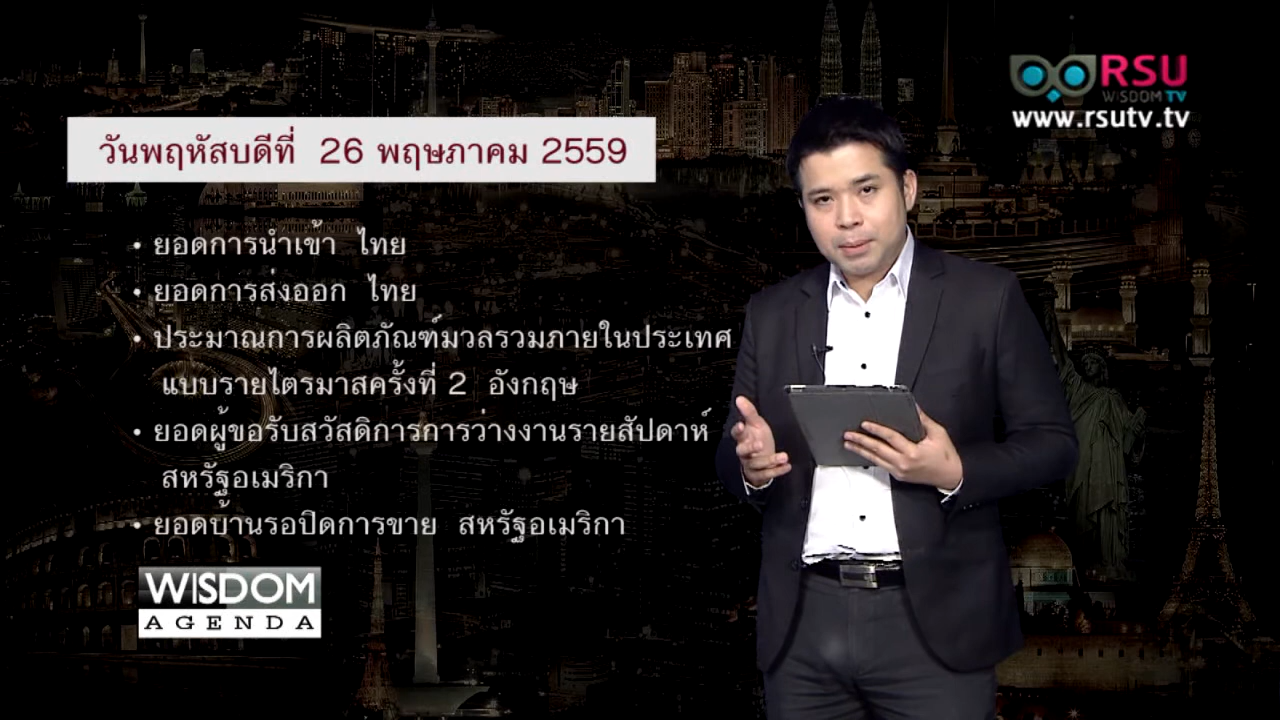 RSU
WISDOM TV
www.rsutv.tv
วันพฤหัสบดีที่ 26 พฤษภาคม 2559
• ยอดการนำเข้า ไทย
• ยอดการส่งออก ไทย
• ประมาณการผลิตภัณฑ์มวลรวมภายในประเทศ
แบบรายไตรมาสครั้งที่ 2 อังกฤษ
• ยอดผู้ขอรับสวัสดิการการว่างงานรายสัปดาห์
สหรัฐอเมริกา
• ยอดบ้านรอปิดการขาย สหรัฐอเมริกา
WISDOM
AGENDA